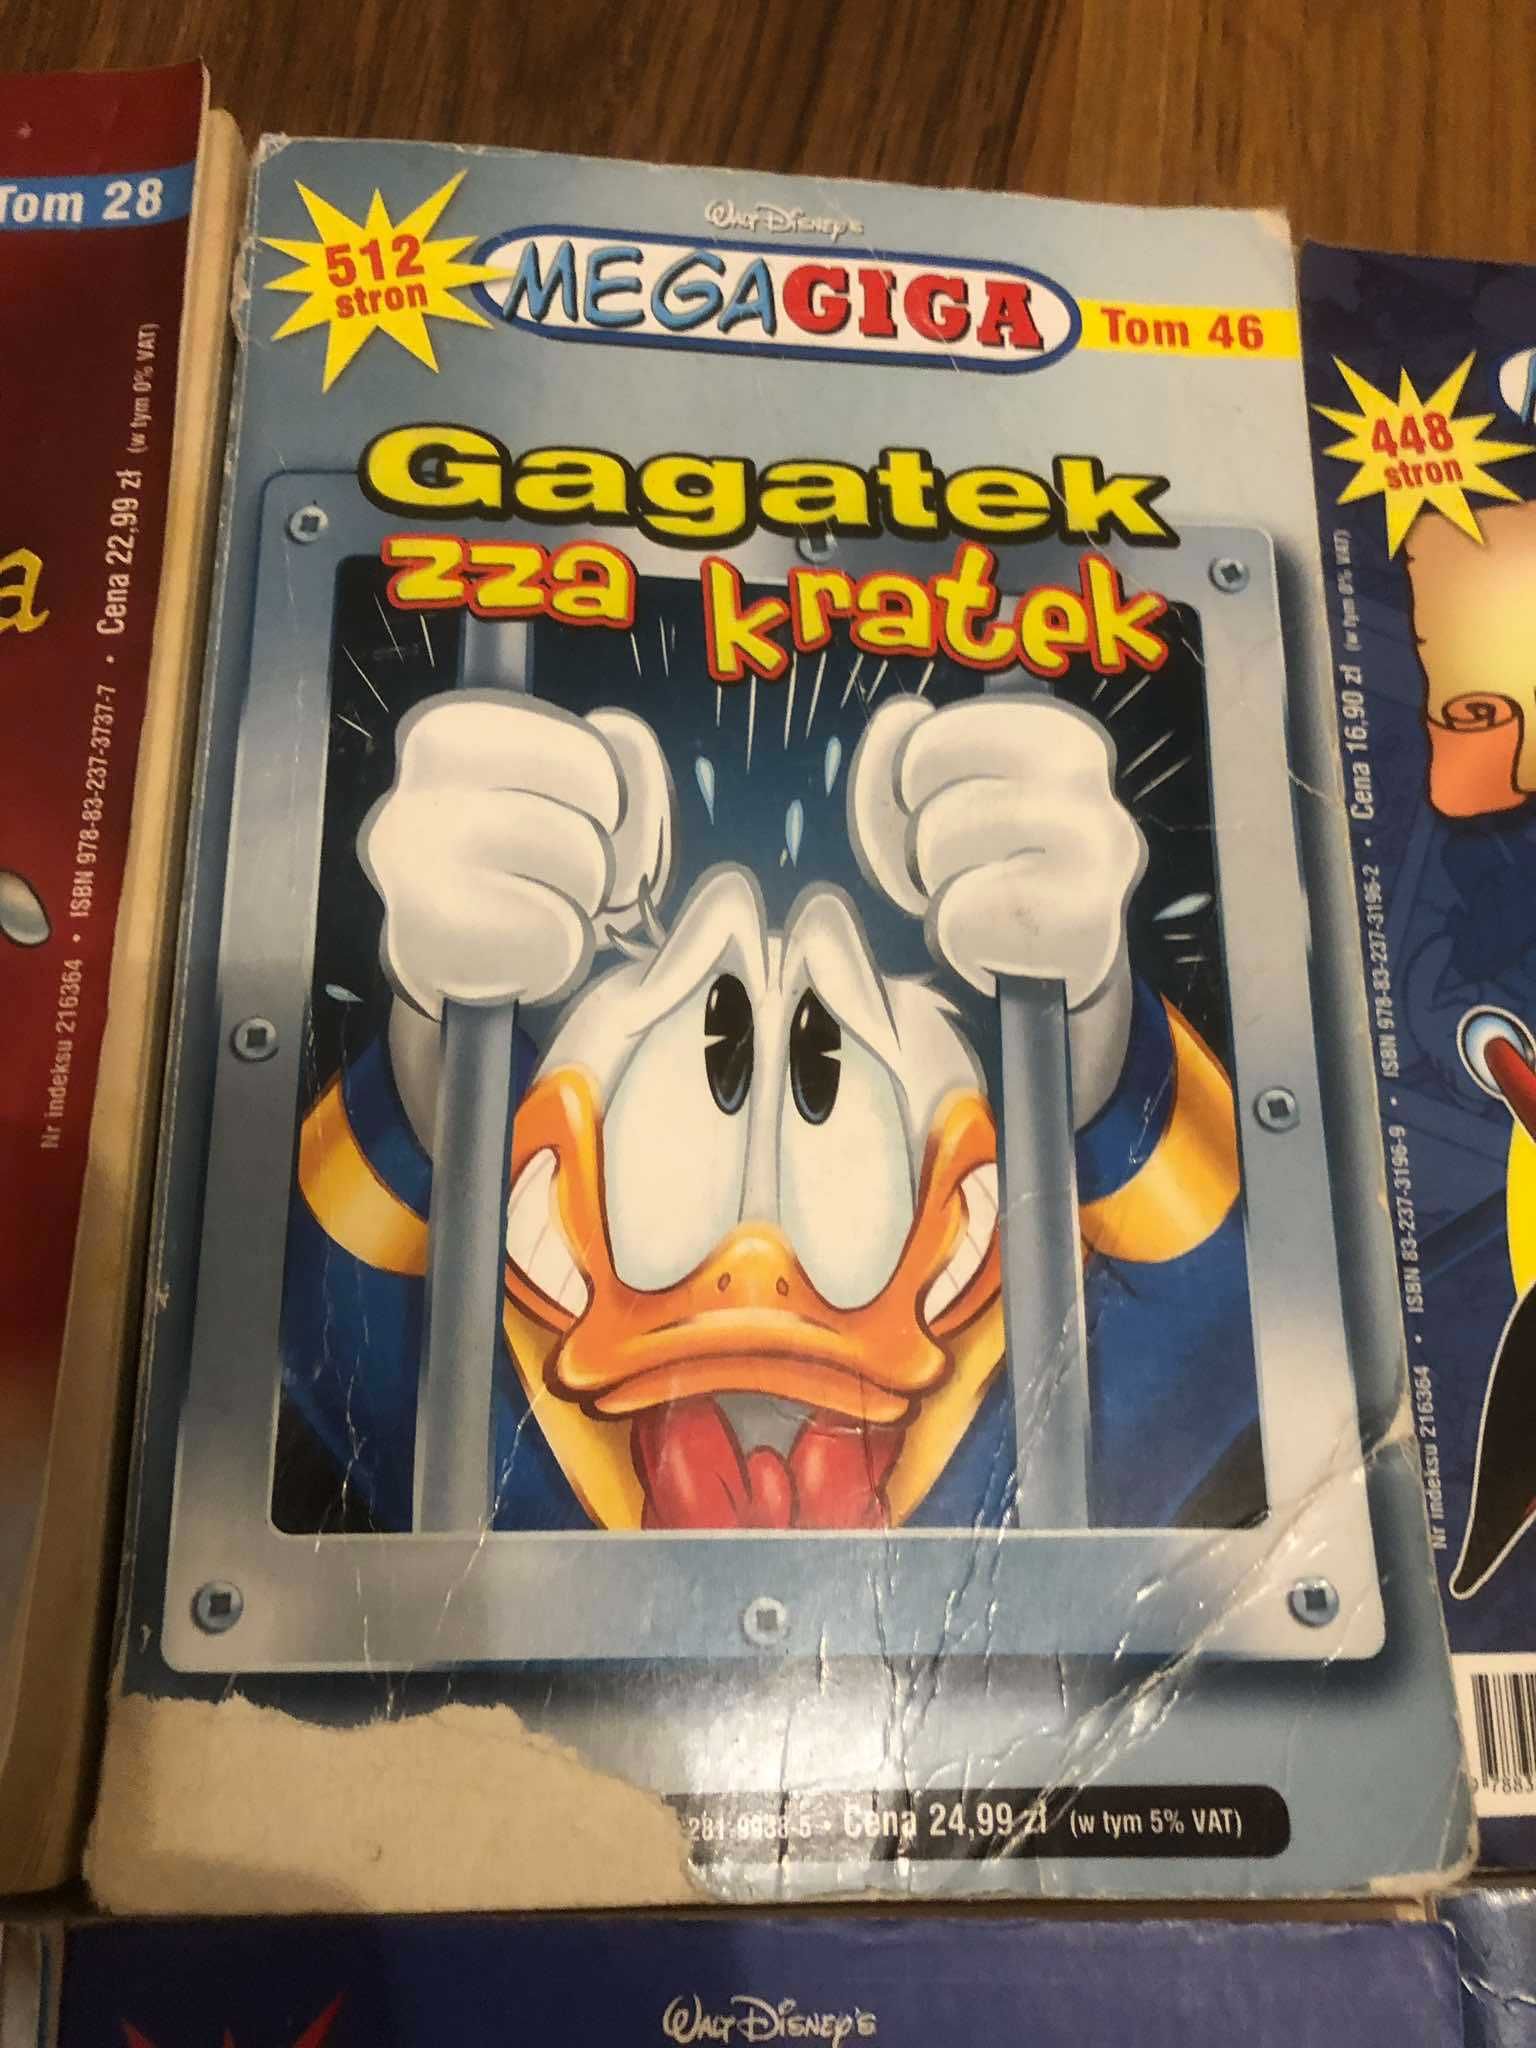 Tom 28
Nr indeksu 216364 • ISBN 978-83-237-3737-7 • Cena 22,99 zł (w tym 0% VAT)
a
512
stron
Walt Disney's
MEGAGIGA
Tom 46
Gagatek
zza kratek
281-9938-5 • Cena 24,99 zł (w tym 5% VAT)
448
stron
Nr indeksu 216364 • ISBN 83-237-3196-9 • ISBN 978-83-237-3196-2 • Cena 16,90 zł (w tym 0% VAT)
Walt Disney's